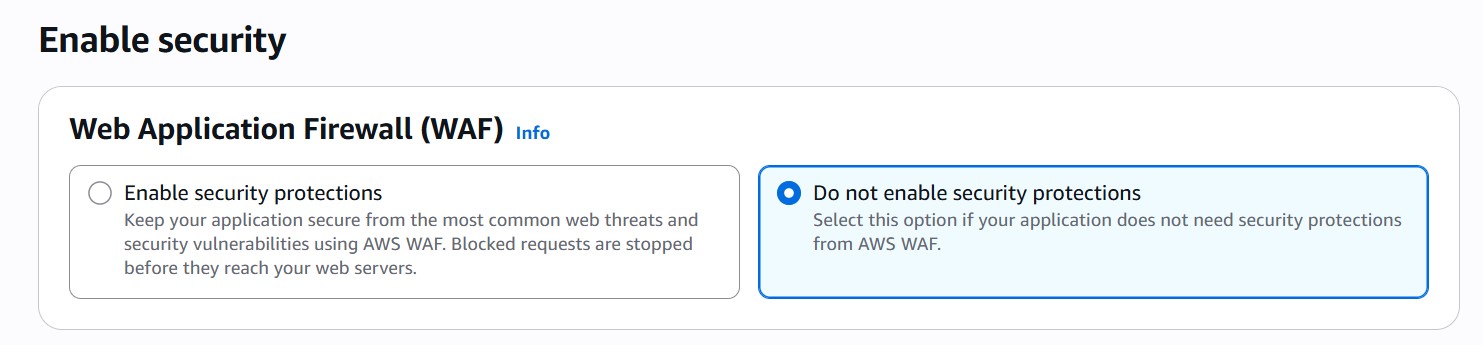 Enable security
Web Application Firewall (WAF) Info
Enable security protections
Keep your application secure from the most common web threats and
security vulnerabilities using AWS WAF. Blocked requests are stopped
before they reach your web servers.
Do not enable security protections
Select this option if your application does not need security protections
from AWS WAF.